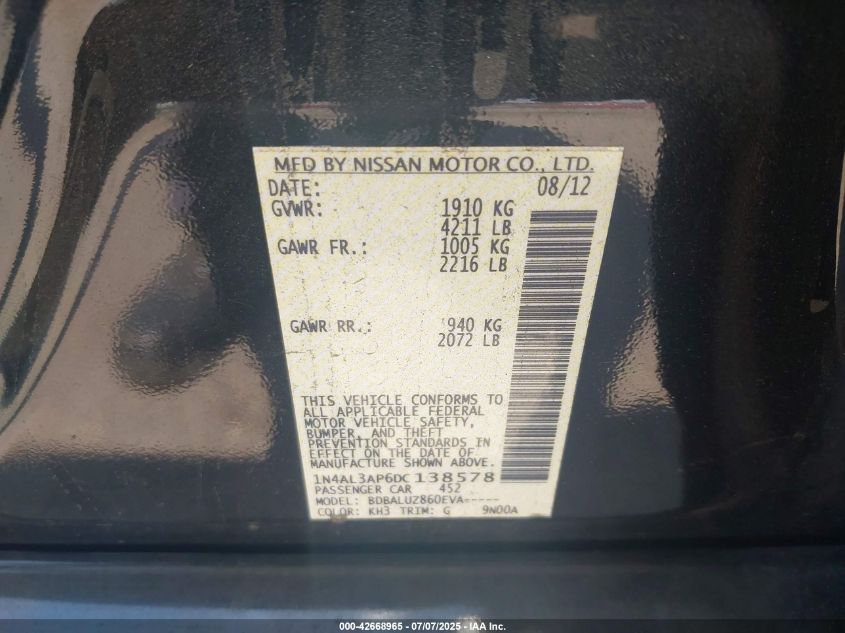 MFD BY NISSAN MOTOR CO., LTD.
DATE: 08/12
GVWR: 1910 KG
4211 LB
GAWR FR.: 1005 KG
2216 LB
GAWR RR.: 940 KG
2072 LB
THIS VEHICLE CONFORMS TO
ALL APPLICABLE FEDERAL
MOTOR VEHICLE SAFETY,
BUMPER, AND THEFT
PREVENTION STANDARDS IN
EFFECT ON THE DATE OF
MANUFACTURE SHOWN ABOVE.
1N4AL3AP6DC138578
PASSENGER CAR 452
MODEL: BDBALUZ860EVA-----
COLOR: KH3 TRIM: G 9N00A
000-42668965 - 07/07/2025 - IAA Inc.